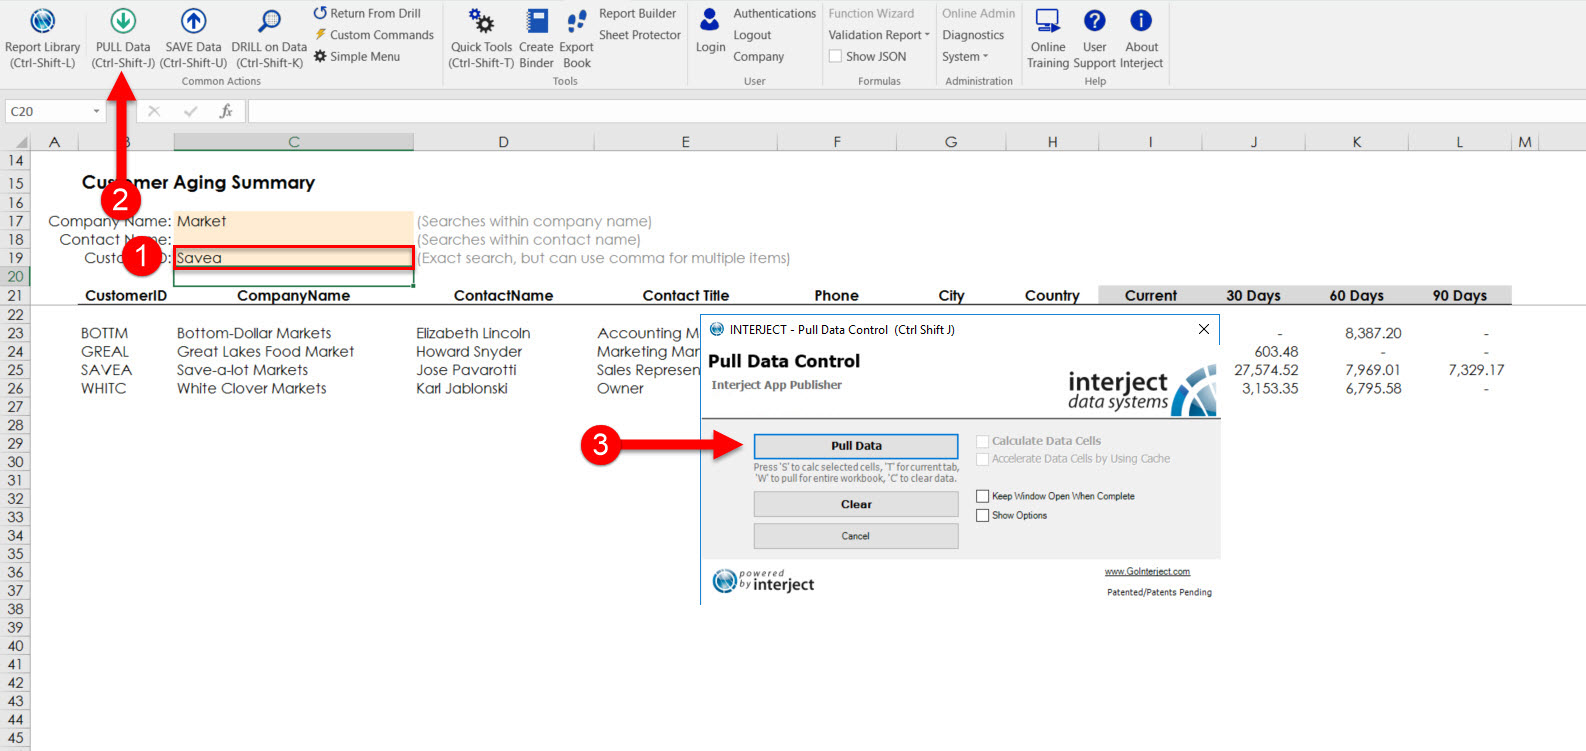 Report Library
(Ctrl-Shift-L)
PULL Data
(Ctrl-Shift-J)
SAVE Data
(Ctrl-Shift-U)
DRILL on Data
(Ctrl-Shift-K)
Return From Drill
Custom Commands
Simple Menu
Common Actions
Quick Tools
(Ctrl-Shift-T)
Create
Binder
Export
Book
Report Builder
Sheet Protector
Tools
Login
Authentications
Logout
Company
User
Function Wizard
Validation Report
Show JSON
Formulas
Online Admin
Diagnostics
System
Administration
Online
Training
User
Support
About
Interject
Help
C20
fx
A C D E F G H I J K L M
14
15 Customer Aging Summary
2
16
17 Company Name: Market (Searches within company name)
18 Contact Name: (Searches within contact name)
1
19 Savea (Exact search, but can use comma for multiple items)
20
21 CustomerID CompanyName ContactName Contact Title Phone City Country Current 30 Days 60 Days 90 Days
22
23 BOTTM Bottom-Dollar Markets Elizabeth Lincoln Accounting M - 8,387.20 -
24 GREAL Great Lakes Food Market Howard Snyder Marketing Mar 603.48 - -
25 SAVEA Save-a-lot Markets Jose Pavarotti Sales Represen 27,574.52 7,969.01 7,329.17
26 WHITC White Clover Markets Karl Jablonski Owner 3,153.35 6,795.58 -
27
28
29
30
31
32
33
34
35
36
37
38
39
40
41
42
43
44
45
INTERJECT - Pull Data Control (Ctrl Shift J)
Pull Data Control
Interject App Publisher
interject
data systems
3
Pull Data
Press 'S' to calc selected cells, 'T' for current tab,
'W' to pull for entire workbook, 'C' to clear data.
Clear
Cancel
Calculate Data Cells
Accelerate Data Cells by Using Cache
Keep Window Open When Complete
Show Options
powered
by interject
www.GoInterject.com
Patented/Patents Pending